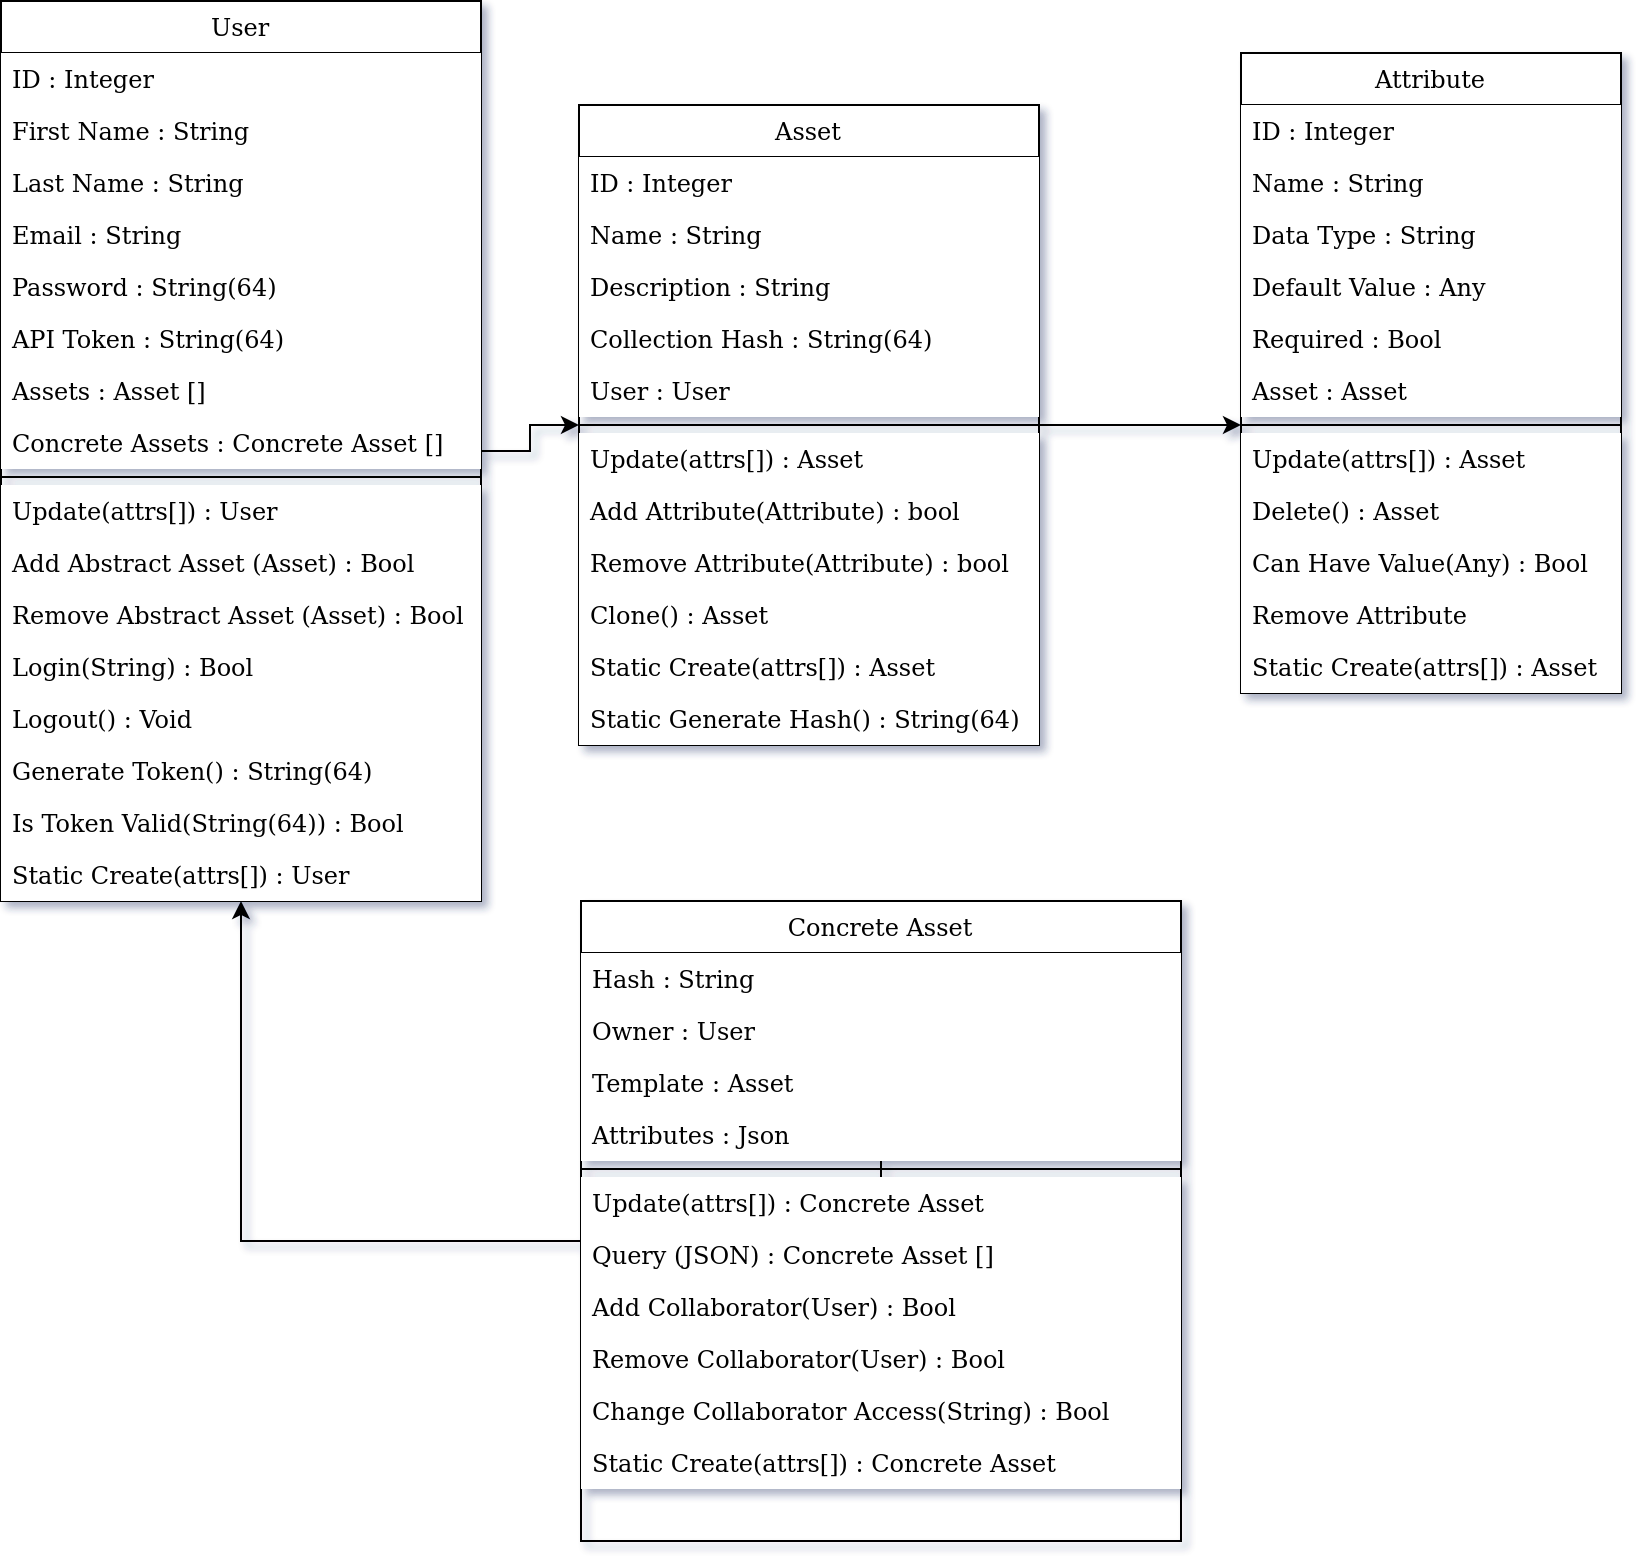 User
ID : Integer
First Name : String
Last Name : String
Email : String
Password : String(64)
API Token : String(64)
Assets : Asset []
Concrete Assets : Concrete Asset []
Update(attrs[]) : User
Add Abstract Asset (Asset) : Bool
Remove Abstract Asset (Asset) : Bool
Login(String) : Bool
Logout() : Void
Generate Token() : String(64)
Is Token Valid(String(64)) : Bool
Static Create(attrs[]) : User
Asset
ID : Integer
Name : String
Description : String
Collection Hash : String(64)
User : User
Update(attrs[]) : Asset
Add Attribute(Attribute) : bool
Remove Attribute(Attribute) : bool
Clone() : Asset
Static Create(attrs[]) : Asset
Static Generate Hash() : String(64)
Attribute
ID : Integer
Name : String
Data Type : String
Default Value : Any
Required : Bool
Asset : Asset
Update(attrs[]) : Asset
Delete() : Asset
Can Have Value(Any) : Bool
Remove Attribute
Static Create(attrs[]) : Asset
Concrete Asset
Hash : String
Owner : User
Template : Asset
Attributes : Json
Update(attrs[]) : Concrete Asset
Query (JSON) : Concrete Asset []
Add Collaborator(User) : Bool
Remove Collaborator(User) : Bool
Change Collaborator Access(String) : Bool
Static Create(attrs[]) : Concrete Asset